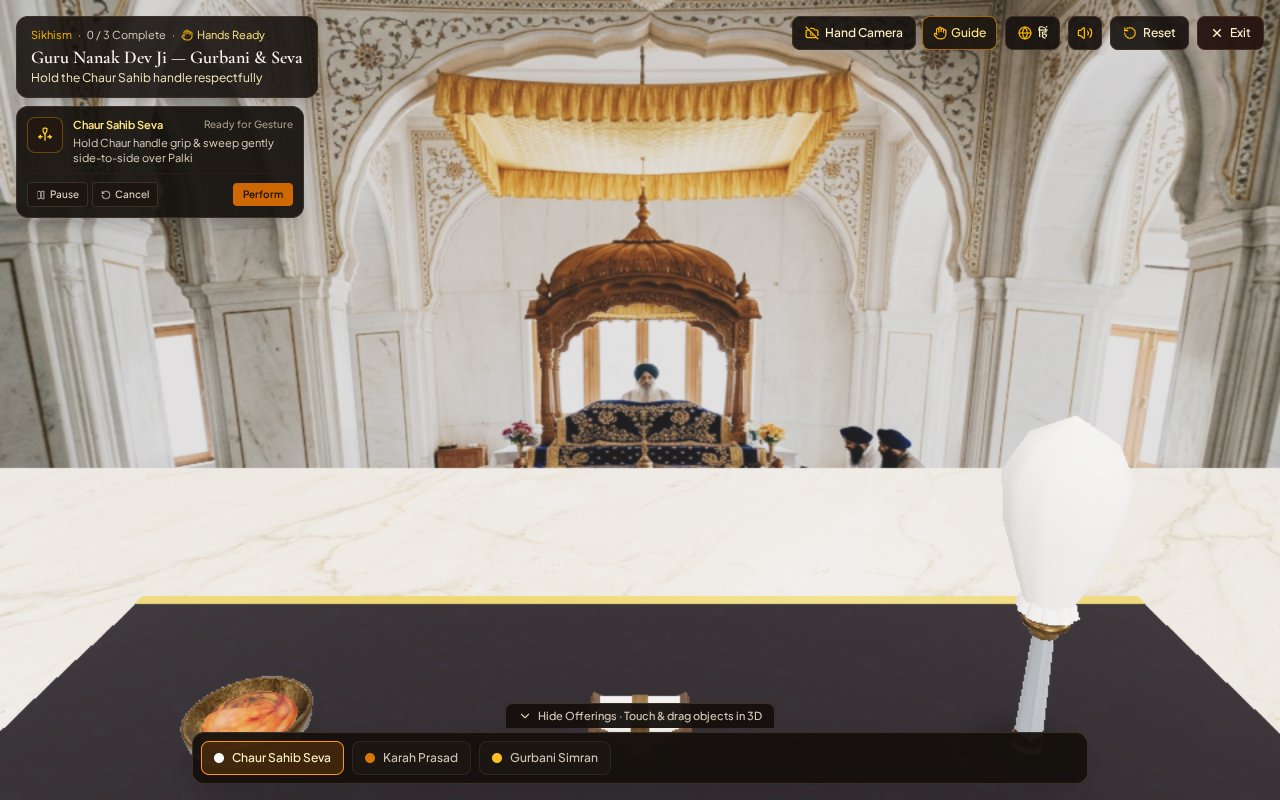 Sikhism · 0 / 3 Complete · Hands Ready
Guru Nanak Dev Ji — Gurbani & Seva
Hold the Chaur Sahib handle respectfully
Hand Camera
Guide
हिं
Reset
Exit
Chaur Sahib Seva
Ready for Gesture
Hold Chaur handle grip & sweep gently
side-to-side over Palki
Pause
Cancel
Perform
Hide Offerings · Touch & drag objects in 3D
Chaur Sahib Seva
Karah Prasad
Gurbani Simran